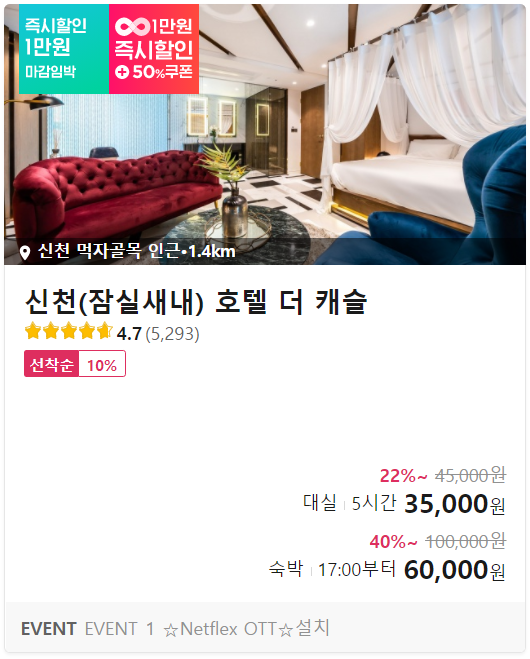 즉시할인
1만원
마감임박
1만원
즉시할인
+ 50%쿠폰
신천 먹자골목 인근•1.4km
신천(잠실새내) 호텔 더 캐슬
4.7 (5,293)
선착순 10%
22%~ 45,000원
대실 5시간 35,000원
40%~ 100,000원
숙박 17:00부터 60,000원
EVENT EVENT 1 ☆Netflex OTT☆설치